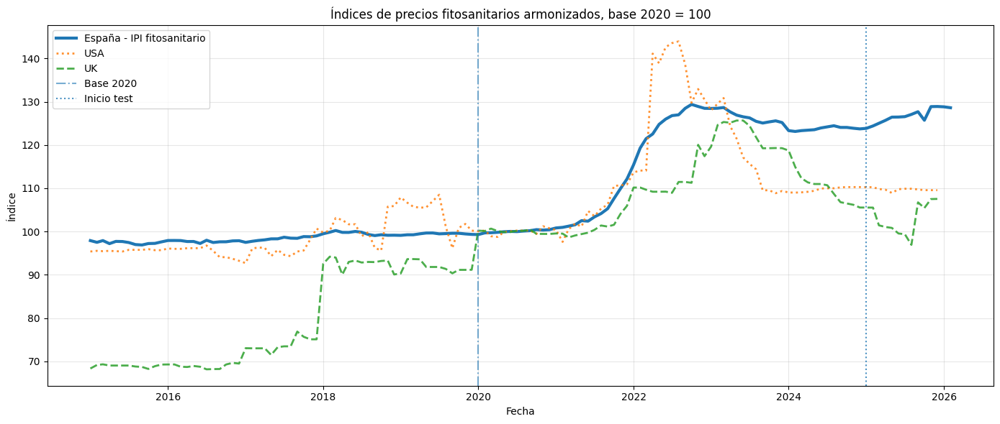 Índices de precios fitosanitarios armonizados, base 2020 = 100
España - IPI fitosanitario
USA
UK
Base 2020
Inicio test
Índice
140
130
120
110
100
90
80
70
2016
2018
2020
2022
2024
2026
Fecha